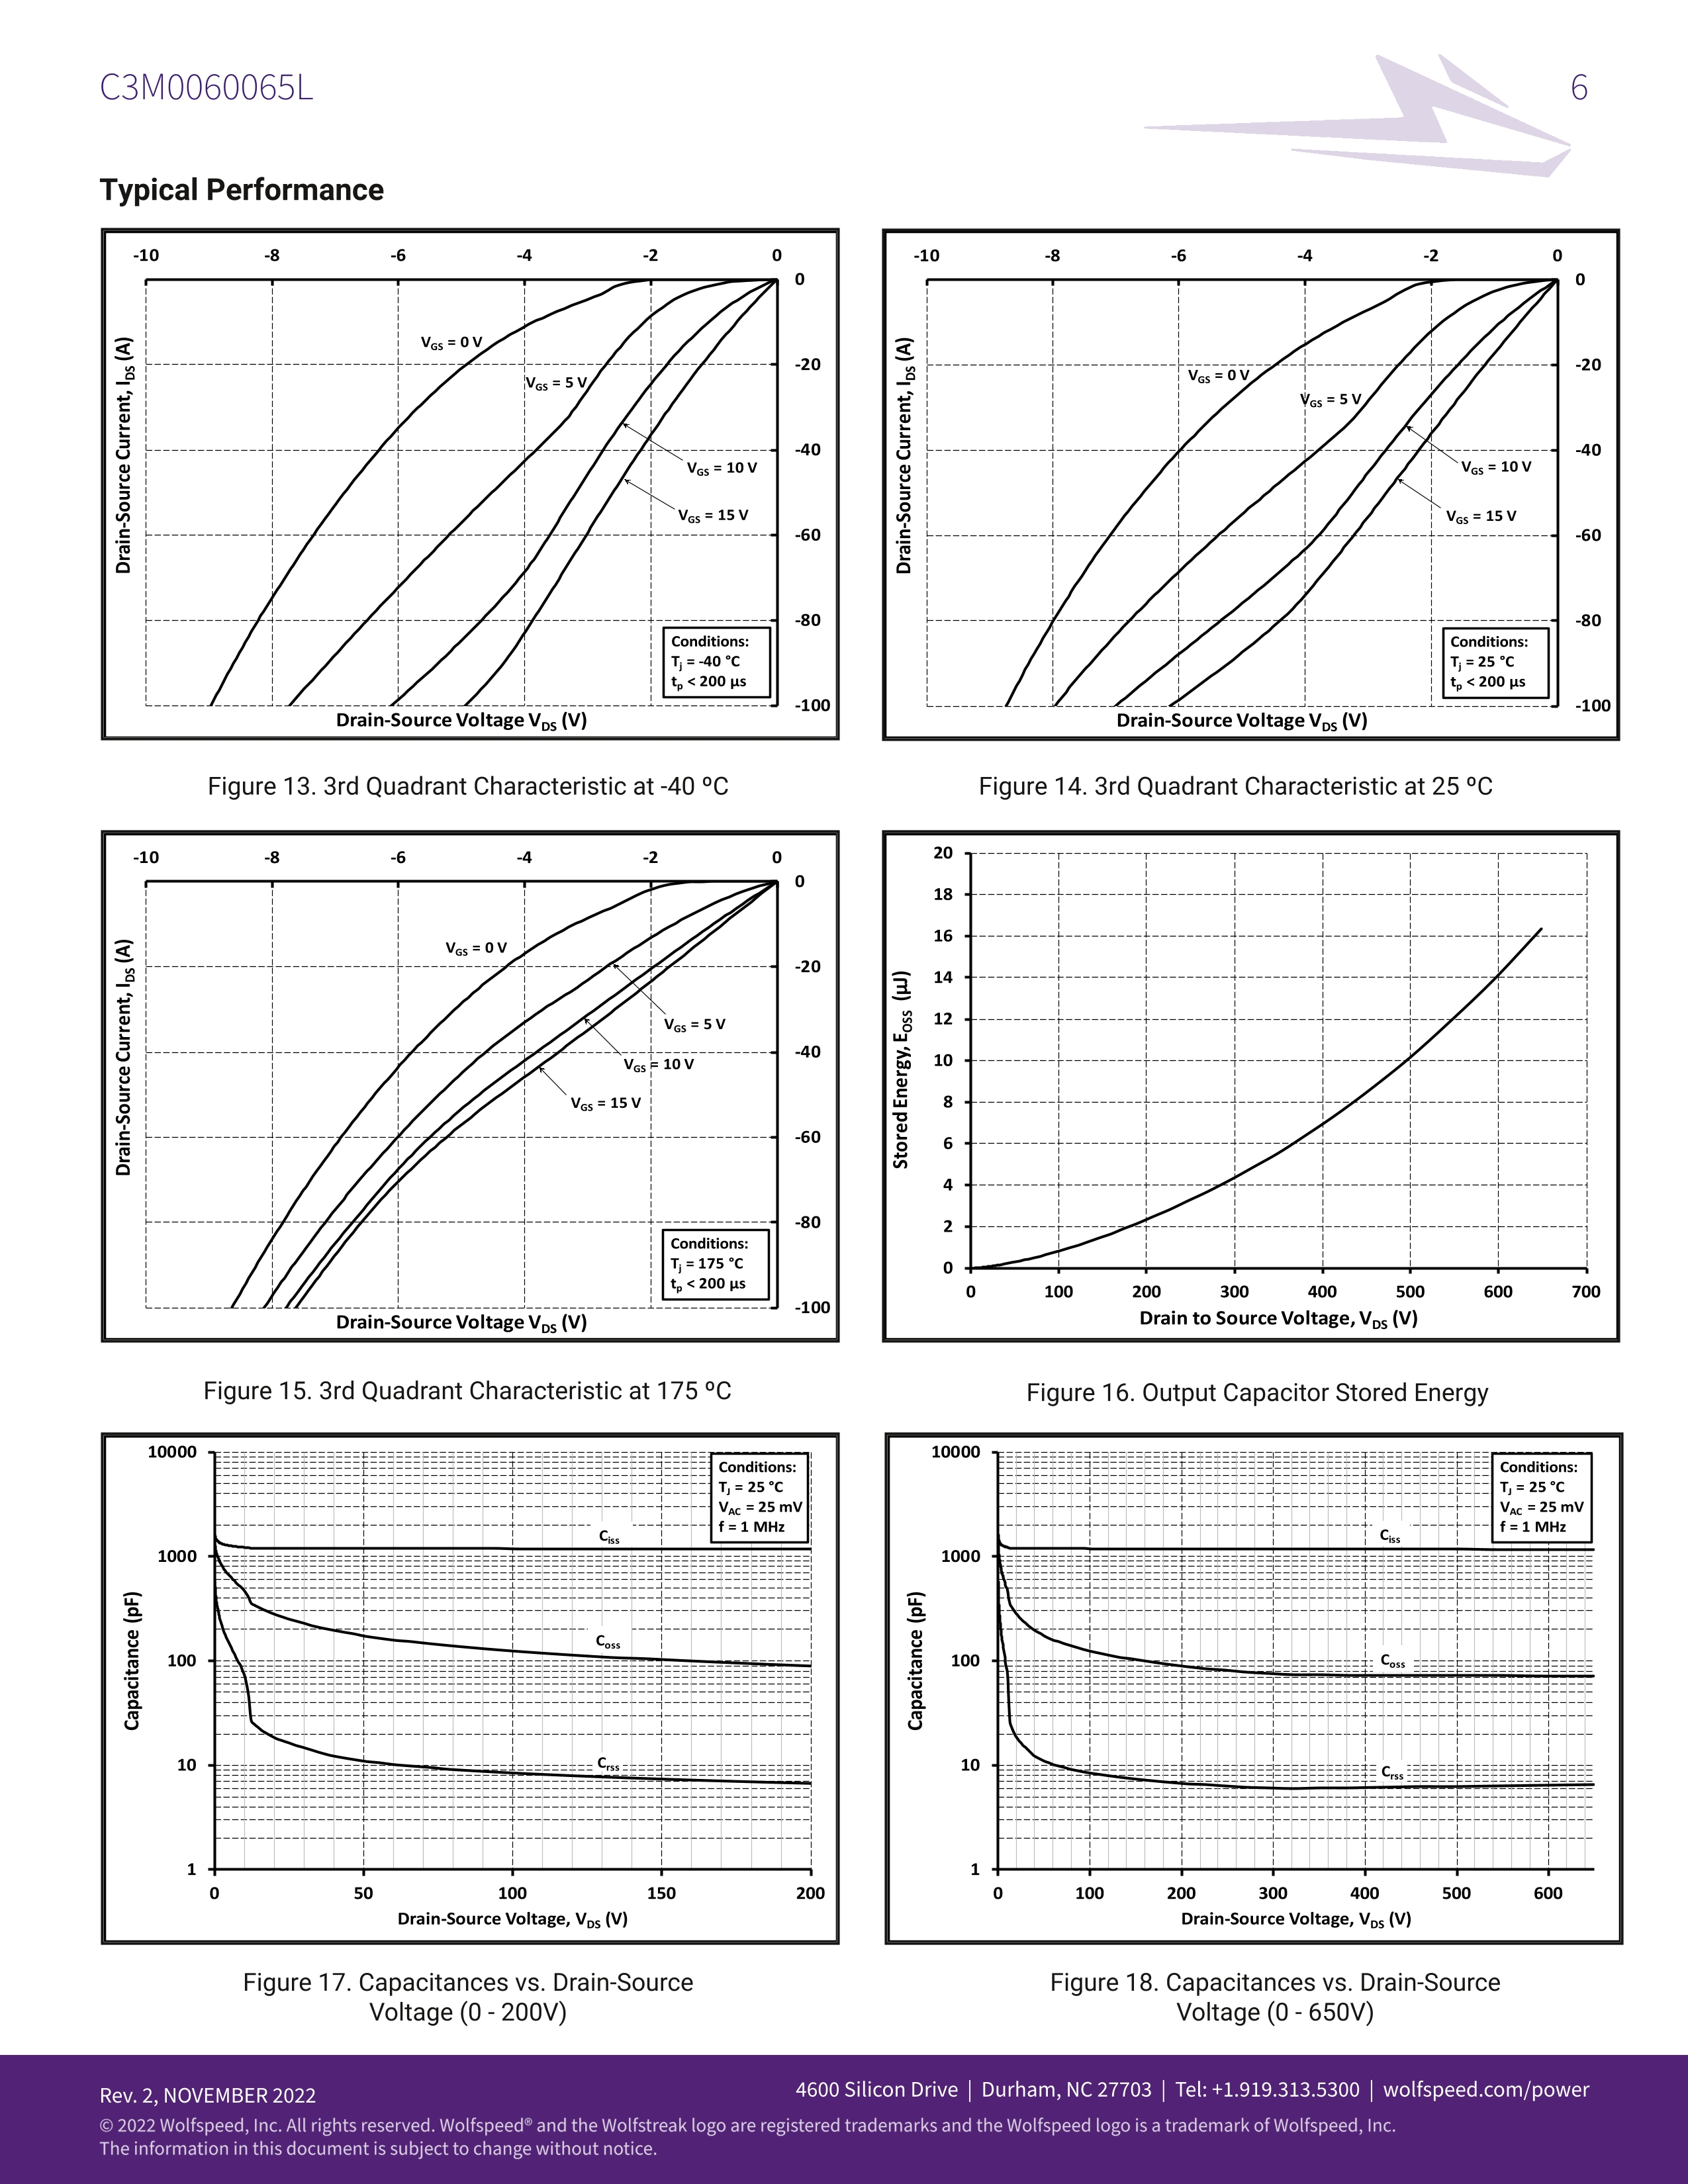 C3M0060065L
6
Typical Performance
-10 -8 -6 -4 -2 0
0
-20
-40
-60
-80
-100
Drain-Source Current, IDS (A)
VGS = 0 V
VGS = 5 V
VGS = 10 V
VGS = 15 V
Conditions:
Tj = -40 °C
tp < 200 µs
Drain-Source Voltage VDS (V)
Figure 13. 3rd Quadrant Characteristic at -40 ºC
-10 -8 -6 -4 -2 0
0
-20
-40
-60
-80
-100
Drain-Source Current, IDS (A)
VGS = 0 V
VGS = 5 V
VGS = 10 V
VGS = 15 V
Conditions:
Tj = 25 °C
tp < 200 µs
Drain-Source Voltage VDS (V)
Figure 14. 3rd Quadrant Characteristic at 25 ºC
-10 -8 -6 -4 -2 0
0
-20
-40
-60
-80
-100
Drain-Source Current, IDS (A)
VGS = 0 V
VGS = 5 V
VGS = 10 V
VGS = 15 V
Conditions:
Tj = 175 °C
tp < 200 µs
Drain-Source Voltage VDS (V)
Figure 15. 3rd Quadrant Characteristic at 175 ºC
20
18
16
14
12
10
8
6
4
2
0
Stored Energy, EOSS (µJ)
0 100 200 300 400 500 600 700
Drain to Source Voltage, VDS (V)
Figure 16. Output Capacitor Stored Energy
10000
1000
100
10
1
Capacitance (pF)
Conditions:
TJ = 25 °C
VAC = 25 mV
f = 1 MHz
Ciss
Coss
Crss
0 50 100 150 200
Drain-Source Voltage, VDS (V)
Figure 17. Capacitances vs. Drain-Source
Voltage (0 - 200V)
10000
1000
100
10
1
Capacitance (pF)
Conditions:
TJ = 25 °C
VAC = 25 mV
f = 1 MHz
Ciss
Coss
Crss
0 100 200 300 400 500 600
Drain-Source Voltage, VDS (V)
Figure 18. Capacitances vs. Drain-Source
Voltage (0 - 650V)
Rev. 2, NOVEMBER 2022
4600 Silicon Drive | Durham, NC 27703 | Tel: +1.919.313.5300 | wolfspeed.com/power
© 2022 Wolfspeed, Inc. All rights reserved. Wolfspeed® and the Wolfstreak logo are registered trademarks and the Wolfspeed logo is a trademark of Wolfspeed, Inc.
The information in this document is subject to change without notice.